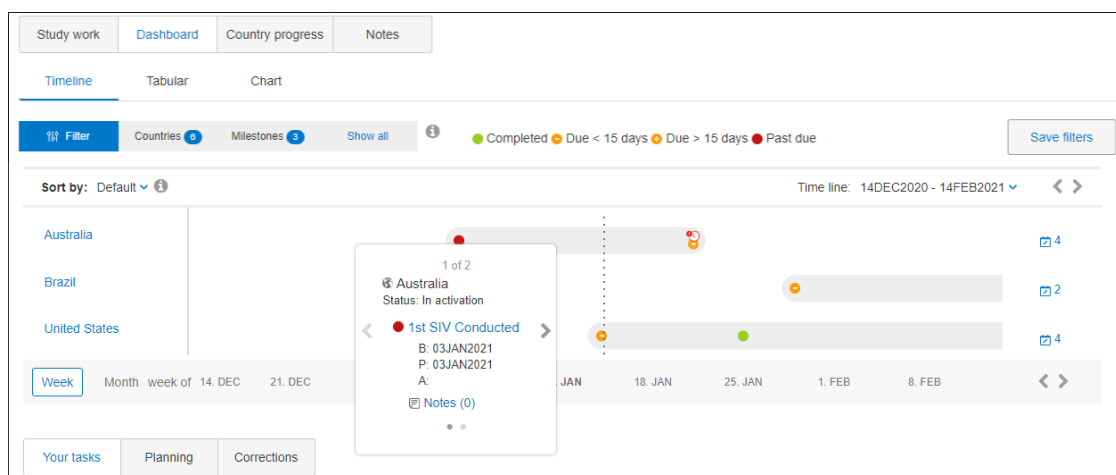 Study work Dashboard Country progress Notes
Timeline Tabular Chart
Filter Countries 6 Milestones 3 Show all Completed Due < 15 days Due > 15 days Past due Save filters
Sort by: Default Time line: 14DEC2020 - 14FEB2021
Australia 4
1 of 2
Australia
Status: In activation
Brazil 2
United States 4
1st SIV Conducted
B: 03JAN2021
P: 03JAN2021
A:
Week Month week of 14. DEC 21. DEC . JAN 18. JAN 25. JAN 1. FEB 8. FEB
Notes (0)
Your tasks Planning Corrections